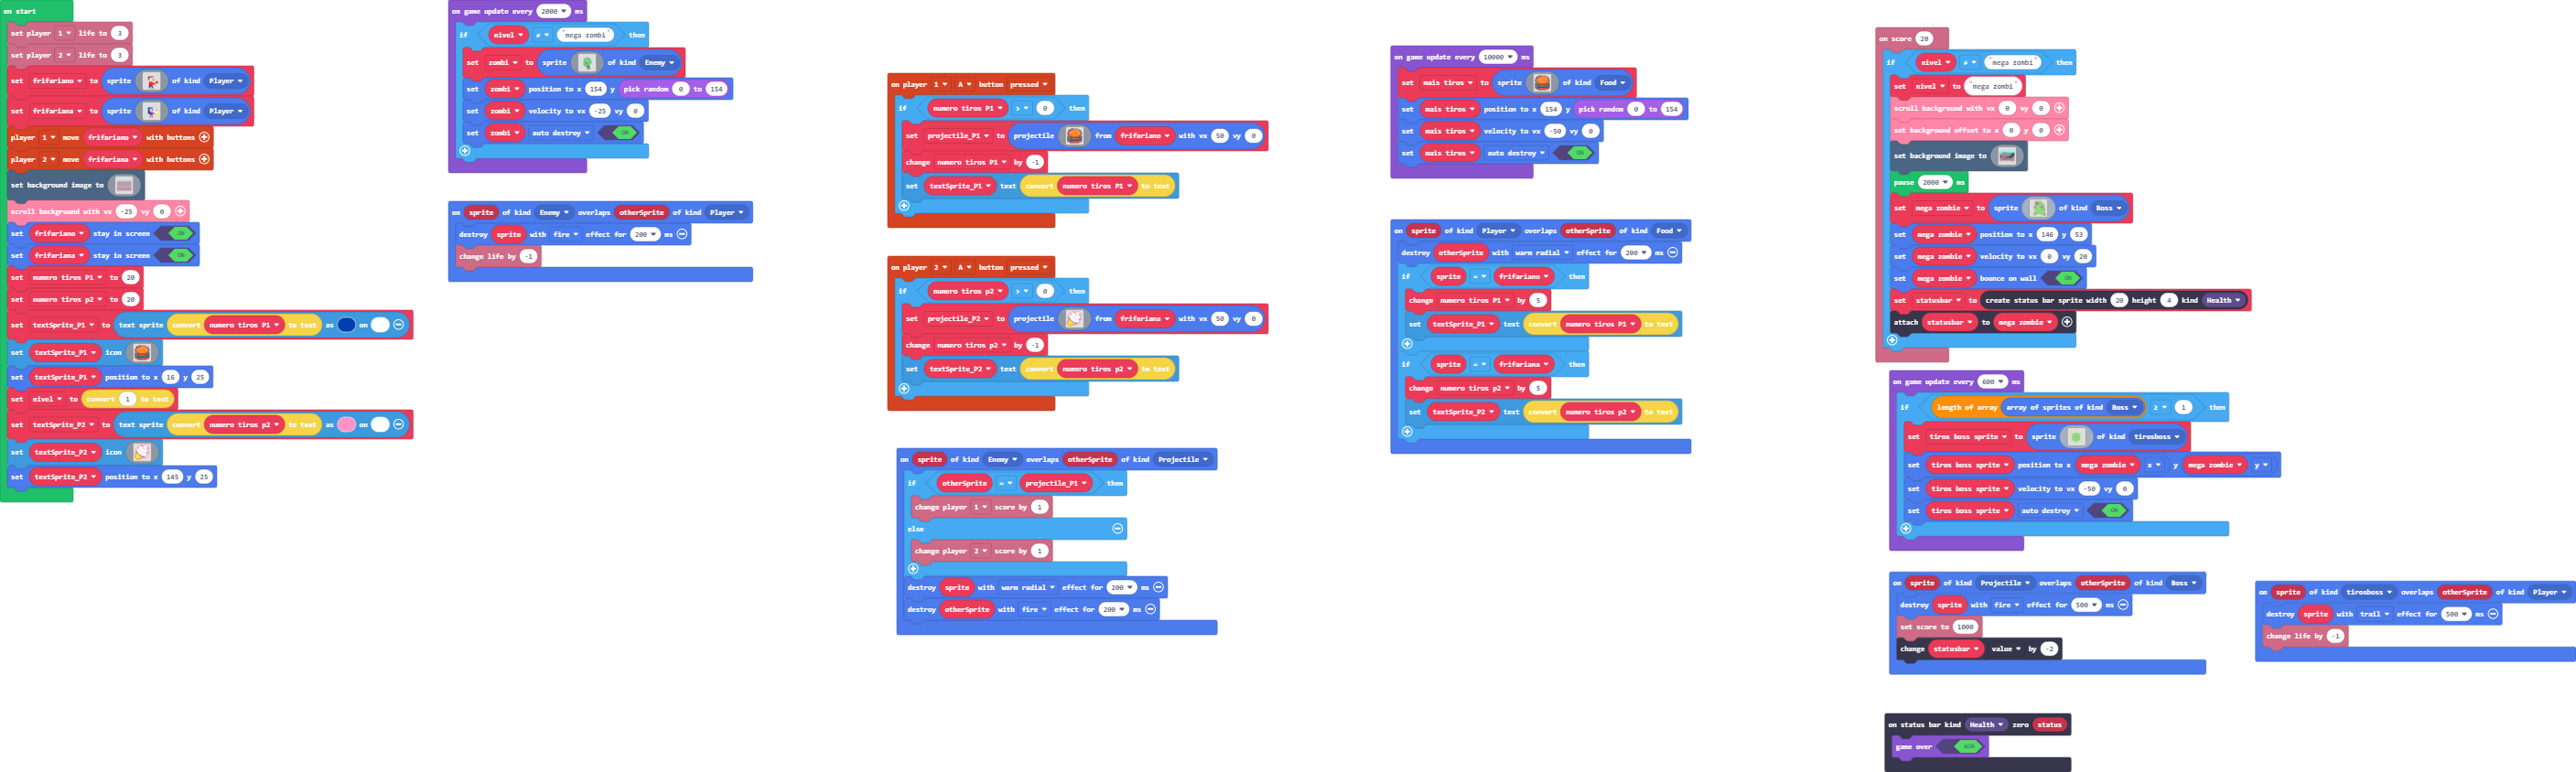 on start
set player 1 life to 3
set player 2 life to 3
set frifariano to sprite of kind Player
set frifariana to sprite of kind Player
player 1 move frifariano with buttons
player 2 move frifariana with buttons
set background image to
scroll background with vx -25 vy 0
set frifariano stay in screen ON
set frifariana stay in screen ON
set numero tiros P1 to 20
set numero tiros p2 to 20
set textSprite_P1 to text sprite convert numero tiros P1 to text as on
set textSprite_P1 icon
set textSprite_P1 position to x 16 y 25
set nivel to convert 1 to text
set textSprite_P2 to text sprite convert numero tiros p2 to text as on
set textSprite_P2 icon
set textSprite_P2 position to x 145 y 25
on game update every 2000 ms
if nivel ≠ "mega zombi" then
set zombi to sprite of kind Enemy
set zombi position to x 154 y pick random 0 to 154
set zombi velocity to vx -25 vy 0
set zombi auto destroy ON
on sprite of kind Enemy overlaps otherSprite of kind Player
destroy sprite with fire effect for 200 ms
change life by -1
on player 1 A button pressed
if numero tiros P1 > 0 then
set projectile_P1 to projectile from frifariano with vx 50 vy 0
change numero tiros P1 by -1
set textSprite_P1 text convert numero tiros P1 to text
on player 2 A button pressed
if numero tiros p2 > 0 then
set projectile_P2 to projectile from frifariana with vx 50 vy 0
change numero tiros p2 by -1
set textSprite_P2 text convert numero tiros p2 to text
on sprite of kind Enemy overlaps otherSprite of kind Projectile
if otherSprite = projectile_P1 then
change player 1 score by 1
else
change player 2 score by 1
destroy sprite with warm radial effect for 200 ms
destroy otherSprite with fire effect for 200 ms
on game update every 10000 ms
set mais tiros to sprite of kind Food
set mais tiros position to x 154 y pick random 0 to 154
set mais tiros velocity to vx -50 vy 0
set mais tiros auto destroy ON
on sprite of kind Player overlaps otherSprite of kind Food
destroy otherSprite with warm radial effect for 200 ms
if sprite = frifariano then
change numero tiros P1 by 5
set textSprite_P1 text convert numero tiros P1 to text
if sprite = frifariana then
change numero tiros p2 by 5
set textSprite_P2 text convert numero tiros p2 to text
on score 20
if nivel ≠ "mega zombi" then
set nivel to "mega zombi"
scroll background with vx 0 vy 0
set background offset to x 0 y 0
set background image to
pause 2000 ms
set mega zombie to sprite of kind Boss
set mega zombie position to x 146 y 53
set mega zombie velocity to vx 0 vy 20
set mega zombie bounce on wall ON
set statusbar to create status bar sprite width 20 height 4 kind Health
attach statusbar to mega zombie
on game update every 600 ms
if length of array array of sprites of kind Boss ≥ 1 then
set tiros boss sprite to sprite of kind tirosboss
set tiros boss sprite position to x mega zombie x y mega zombie y
set tiros boss sprite velocity to vx -50 vy 0
set tiros boss sprite auto destroy ON
on sprite of kind Projectile overlaps otherSprite of kind Boss
destroy sprite with fire effect for 500 ms
set score to 1000
change statusbar value by -2
on sprite of kind tirosboss overlaps otherSprite of kind Player
destroy sprite with trail effect for 500 ms
change life by -1
on status bar kind Health zero status
game over WIN